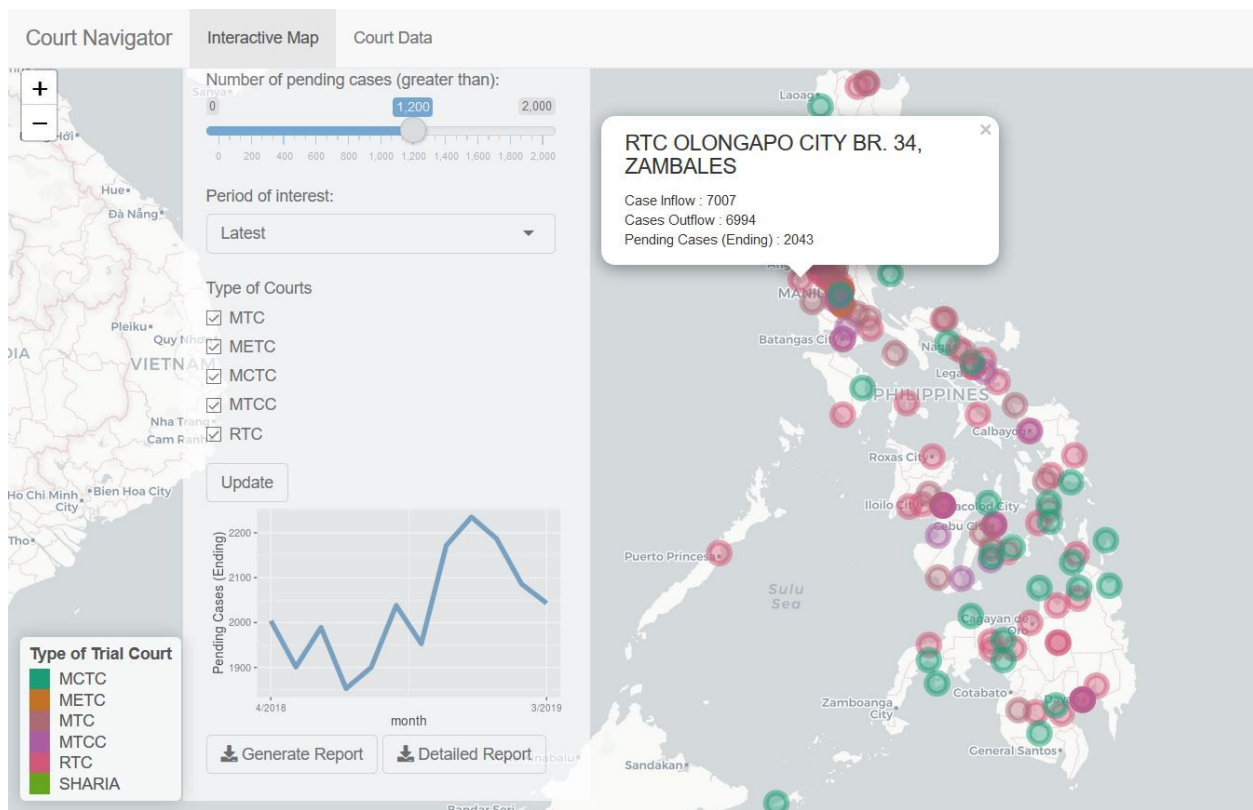 Court Navigator
Interactive Map
Court Data
+
−
Number of pending cases (greater than):
0
1,200
2,000
0 200 400 600 800 1,000 1,200 1,400 1,600 1,800 2,000
Period of interest:
Latest
Type of Courts
MTC
METC
MCTC
MTCC
RTC
Update
Pending Cases (Ending)
2200
2100
2000
1900
4/2018
3/2019
month
Generate Report
Detailed Report
Type of Trial Court
MCTC
METC
MTC
MTCC
RTC
SHARIA
RTC OLONGAPO CITY BR. 34,
ZAMBALES
×
Case Inflow : 7007
Cases Outflow : 6994
Pending Cases (Ending) : 2043
Sanya
Hue
Đà Nẵng
Pleiku
VIETNAM
Nha Trang
Cam Ranh
Ho Chi Minh
City
Bien Hoa City
Laoag
Batangas City
Naga
PHILIPPINES
Calbayog
Roxas City
Iloilo City
Cebu City
Puerto Princesa
Sulu
Sea
Cagayan de
Oro
Zamboanga
City
Cotabato
General Santos
Sandakan